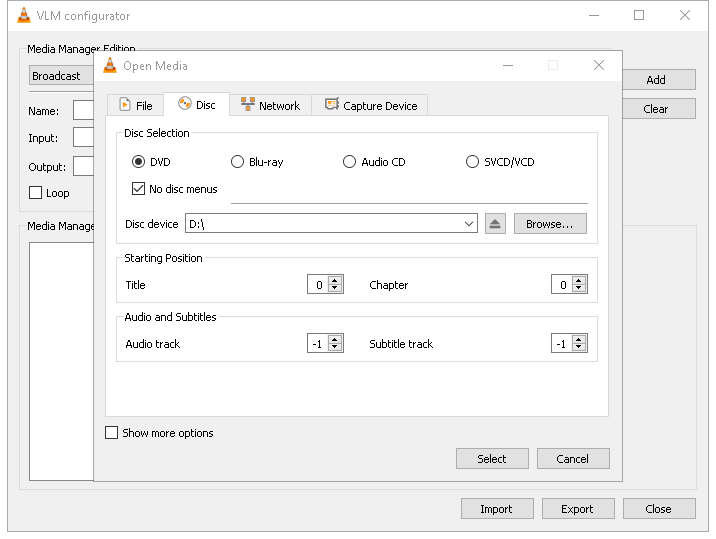 VLM configurator
Media Manager Edition
Broadcast
Add
Clear
Name:
Input:
Output:
Loop
Media Manage
Open Media
File
Disc
Network
Capture Device
Disc Selection
DVD
Blu-ray
Audio CD
SVCD/VCD
No disc menus
Disc device
D:\
Browse...
Starting Position
Title
0
Chapter
0
Audio and Subtitles
Audio track
-1
Subtitle track
-1
Show more options
Select
Cancel
Import
Export
Close